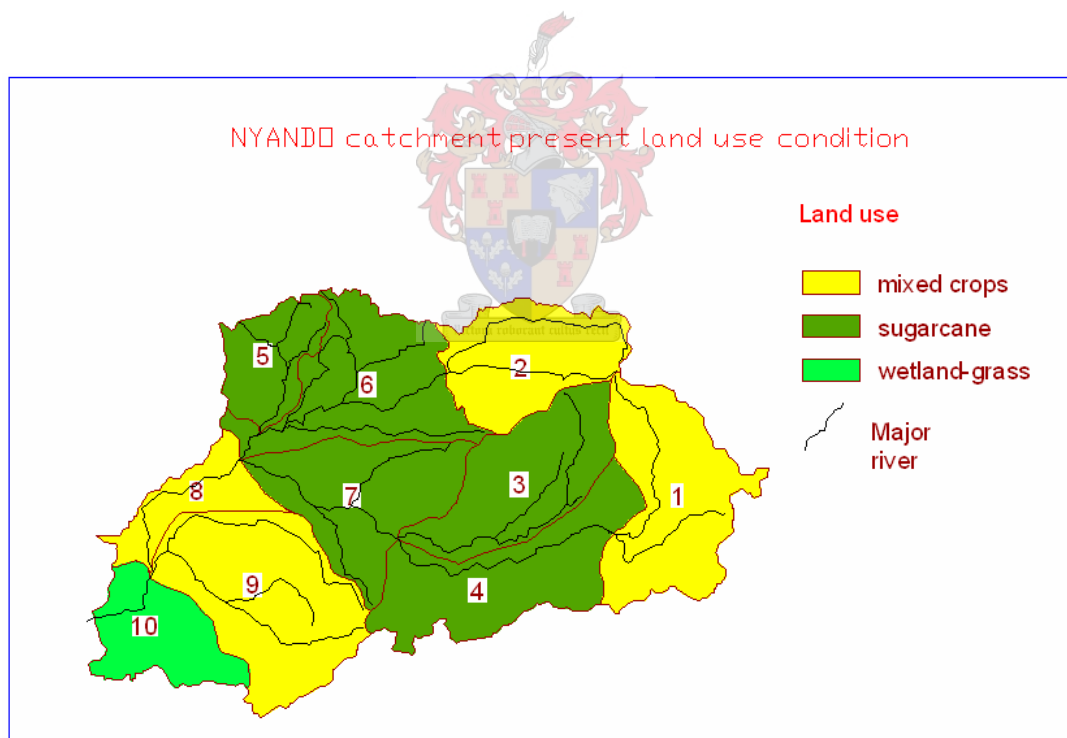 NYANDO catchment present land use condition
Land use
mixed crops
sugarcane
wetland-grass
Major
river
5
6
2
3
1
8
7
9
4
10